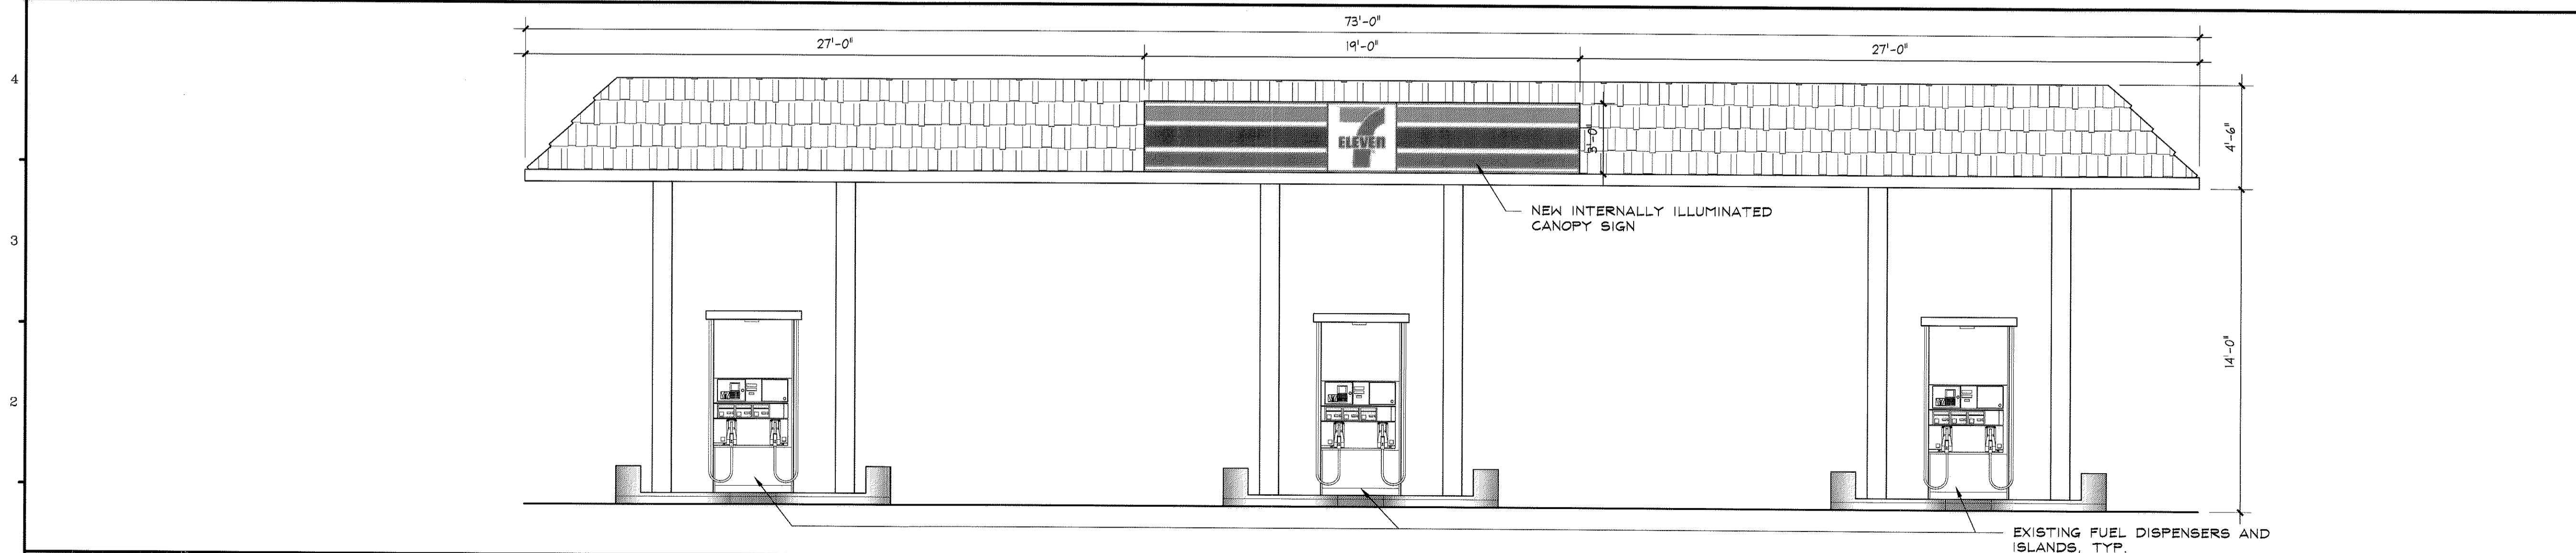 73'-0"
27'-0"
19'-0"
27'-0"
4
7
ELEVEN
3'-0"
4'-6"
NEW INTERNALLY ILLUMINATED
CANOPY SIGN
3
14'-0"
2
EXISTING FUEL DISPENSERS AND
ISLANDS, TYP.